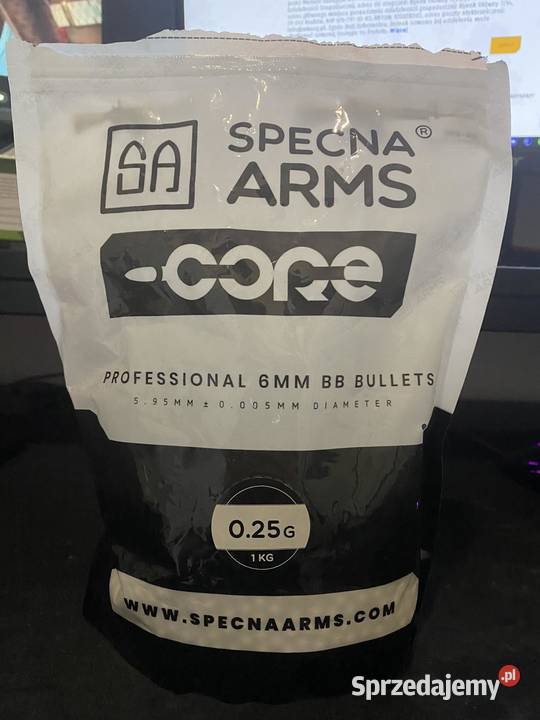 SA
SPECNA®
ARMS
CORE
PROFESSIONAL 6MM BB BULLETS
5.95MM ± 0.005MM DIAMETER
0.25G
1 KG
WWW.SPECNAARMS.COM
Sprzedajemy.pl